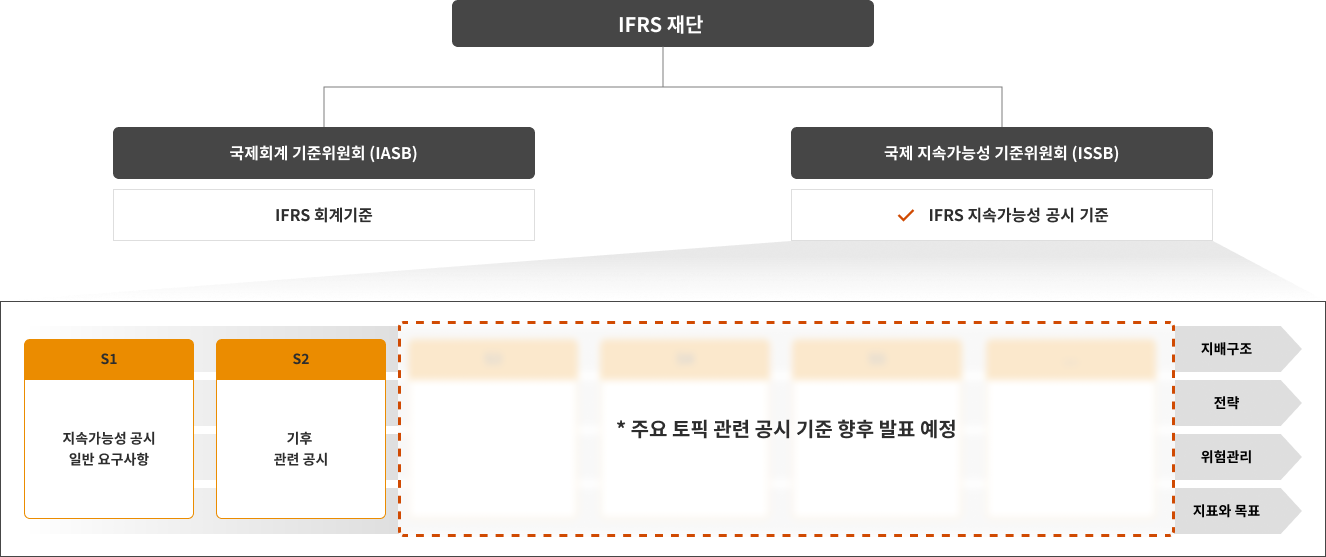 IFRS 재단
국제회계 기준위원회 (IASB)
국제 지속가능성 기준위원회 (ISSB)
IFRS 회계기준
IFRS 지속가능성 공시 기준
S1
S2
지속가능성 공시
일반 요구사항
기후
관련 공시
* 주요 토픽 관련 공시 기준 향후 발표 예정
지배구조
전략
위험관리
지표와 목표